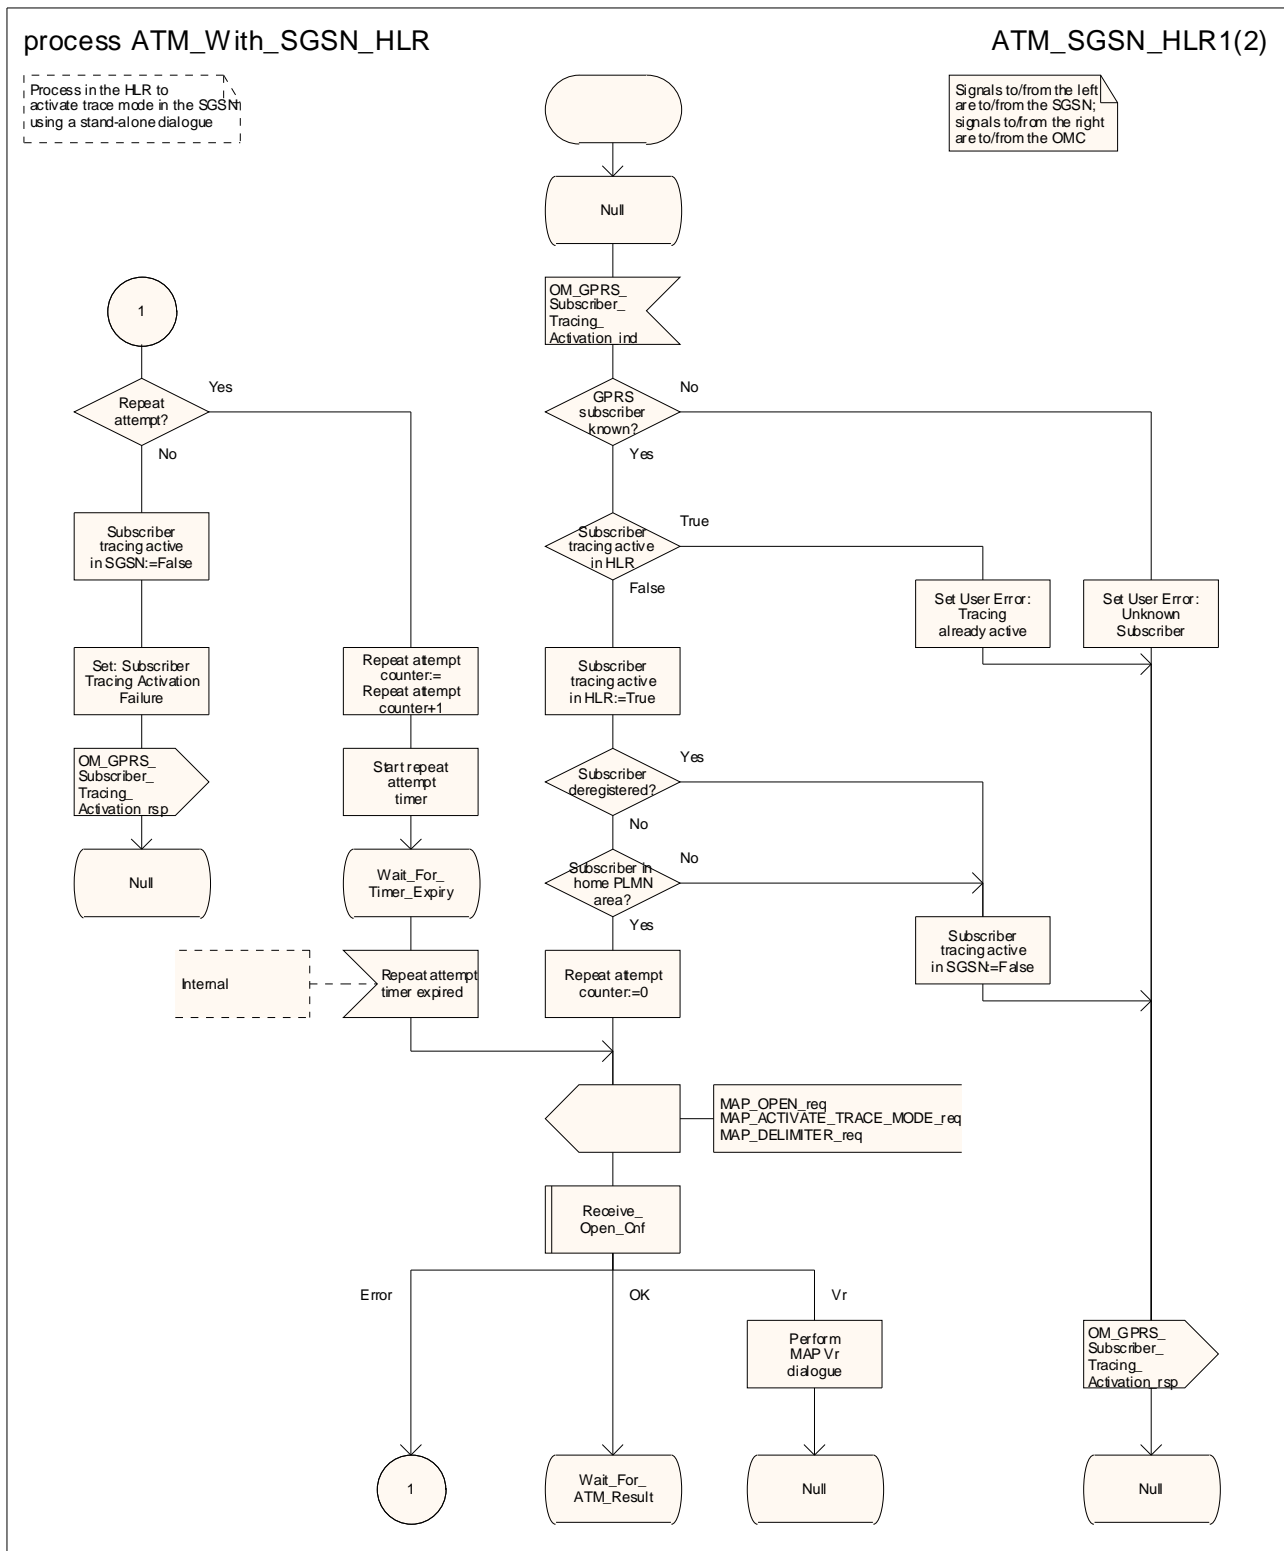 process ATM_With_SGSN_HLR
ATM_SGSN_HLR1(2)
Process in the HLR to
activate trace mode in the SGSN
using a stand-alone dialogue
Signals to/from the left
are to/from the SGSN;
signals to/from the right
are to/from the OMC
Null
OM_GPRS_
Subscriber_
Tracing_
Activation_ind
1
Repeat
attempt?
Yes
No
GPRS
subscriber
known?
No
Yes
Subscriber
tracing active
in SGSN:=False
Subscriber
tracing active
in HLR
True
False
Set User Error:
Tracing
already active
Set User Error:
Unknown
Subscriber
Set: Subscriber
Tracing Activation
Failure
Repeat attempt
counter:=
Repeat attempt
counter+1
Subscriber
tracing active
in HLR:=True
OM_GPRS_
Subscriber_
Tracing_
Activation_rsp
Start repeat
attempt
timer
Subscriber
deregistered?
Yes
No
Null
Wait_For_
Timer_Expiry
Subscriber in
home PLMN
area?
No
Yes
Subscriber
tracing active
in SGSN:=False
Internal
Repeat attempt
timer expired
Repeat attempt
counter:=0
MAP_OPEN_req
MAP_ACTIVATE_TRACE_MODE_req
MAP_DELIMITER_req
Receive_
Open_Cnf
Error
OK
Vr
Perform
MAP Vr
dialogue
OM_GPRS_
Subscriber_
Tracing_
Activation_rsp
1
Wait_For_
ATM_Result
Null
Null